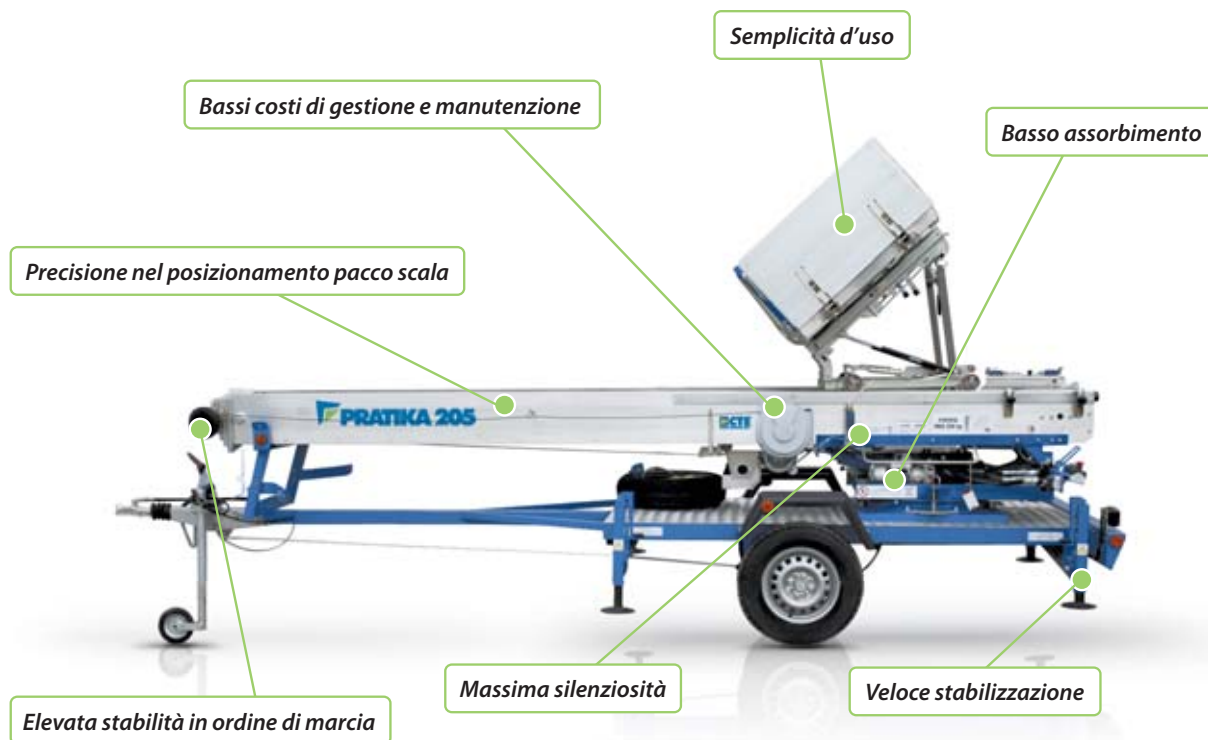 Semplicità d'uso
Bassi costi di gestione e manutenzione
Basso assorbimento
Precisione nel posizionamento pacco scala
PRATIKA 205
CTE
Massima silenziosità
Veloce stabilizzazione
Elevata stabilità in ordine di marcia